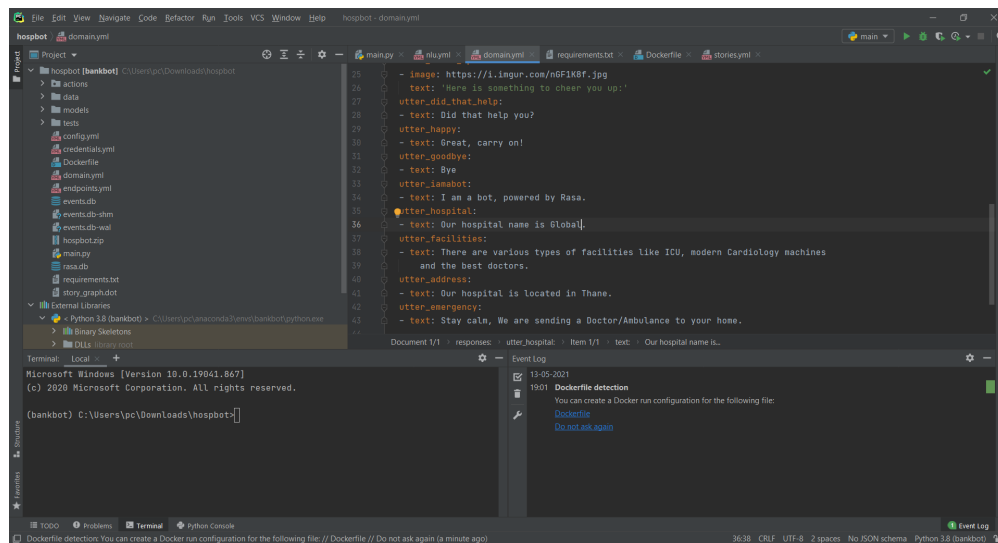 File Edit View Navigate Code Refactor Run Tools VCS Window Help hospbot - domain.yml
hospbot domain.yml main
Project
Project main.py nlu.yml domain.yml requirements.txt Dockerfile stories.yml
hospbot [bankbot] C:\Users\pc\Downloads\hospbot
actions
data
models
tests
config.yml
credentials.yml
Dockerfile
domain.yml
endpoints.yml
events.db
events.db-shm
events.db-wal
hospbot.zip
main.py
rasa.db
requirements.txt
story_graph.dot
External Libraries
< Python 3.8 (bankbot) > C:\Users\pc\anaconda3\envs\bankbot\python.exe
Binary Skeletons
DLLs library root
25 - image: https://i.imgur.com/nGF1K8f.jpg
26 text: 'Here is something to cheer you up:'
27 utter_did_that_help:
28 - text: Did that help you?
29 utter_happy:
30 - text: Great, carry on!
31 utter_goodbye:
32 - text: Bye
33 utter_iamabot:
34 - text: I am a bot, powered by Rasa.
35 utter_hospital:
36 - text: Our hospital name is Global.
37 utter_facilities:
38 - text: There are various types of facilities like ICU, modern Cardiology machines
39 and the best doctors.
40 utter_address:
41 - text: Our hospital is located in Thane.
42 utter_emergency:
43 - text: Stay calm, We are sending a Doctor/Ambulance to your home.
Document 1/1 responses: utter_hospital: Item 1/1 text: Our hospital name is...
Terminal: Local +
Microsoft Windows [Version 10.0.19041.867]
(c) 2020 Microsoft Corporation. All rights reserved.
(bankbot) C:\Users\pc\Downloads\hospbot>
Event Log
13-05-2021
19:01 Dockerfile detection
You can create a Docker run configuration for the following file:
Dockerfile
Do not ask again
Structure
Favorites
TODO Problems Terminal Python Console 1 Event Log
Dockerfile detection: You can create a Docker run configuration for the following file: // Dockerfile // Do not ask again (a minute ago) 36:38 CRLF UTF-8 2 spaces No JSON schema Python 3.8 (bankbot)